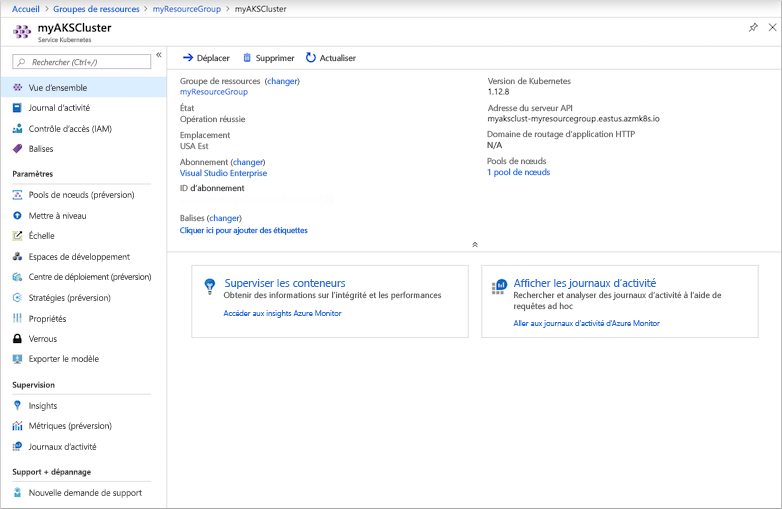 Accueil > Groupes de ressources > myResourceGroup > myAKSCluster
myAKSCluster
Service Kubernetes
Rechercher (Ctrl+/)
«
Vue d'ensemble
Journal d'activité
Contrôle d'accès (IAM)
Balises
Paramètres
Pools de nœuds (préversion)
Mettre à niveau
Échelle
Espaces de développement
Centre de déploiement (préversion)
Stratégies (préversion)
Propriétés
Verrous
Exporter le modèle
Supervision
Insights
Métriques (préversion)
Journaux d'activité
Support + dépannage
Nouvelle demande de support
Déplacer Supprimer Actualiser
Groupe de ressources (changer)
myResourceGroup
État
Opération réussie
Emplacement
USA Est
Abonnement (changer)
Visual Studio Enterprise
ID d'abonnement
Balises (changer)
Cliquer ici pour ajouter des étiquettes
Version de Kubernetes
1.12.8
Adresse du serveur API
myaksclust-myresourcegroup.eastus.azmk8s.io
Domaine de routage d'application HTTP
N/A
Pools de nœuds
1 pool de nœuds
Superviser les conteneurs
Obtenir des informations sur l'intégrité et les performances
Accéder aux insights Azure Monitor
Afficher les journaux d'activité
Rechercher et analyser des journaux d'activité à l'aide de
requêtes ad hoc
Aller aux journaux d'activité d'Azure Monitor